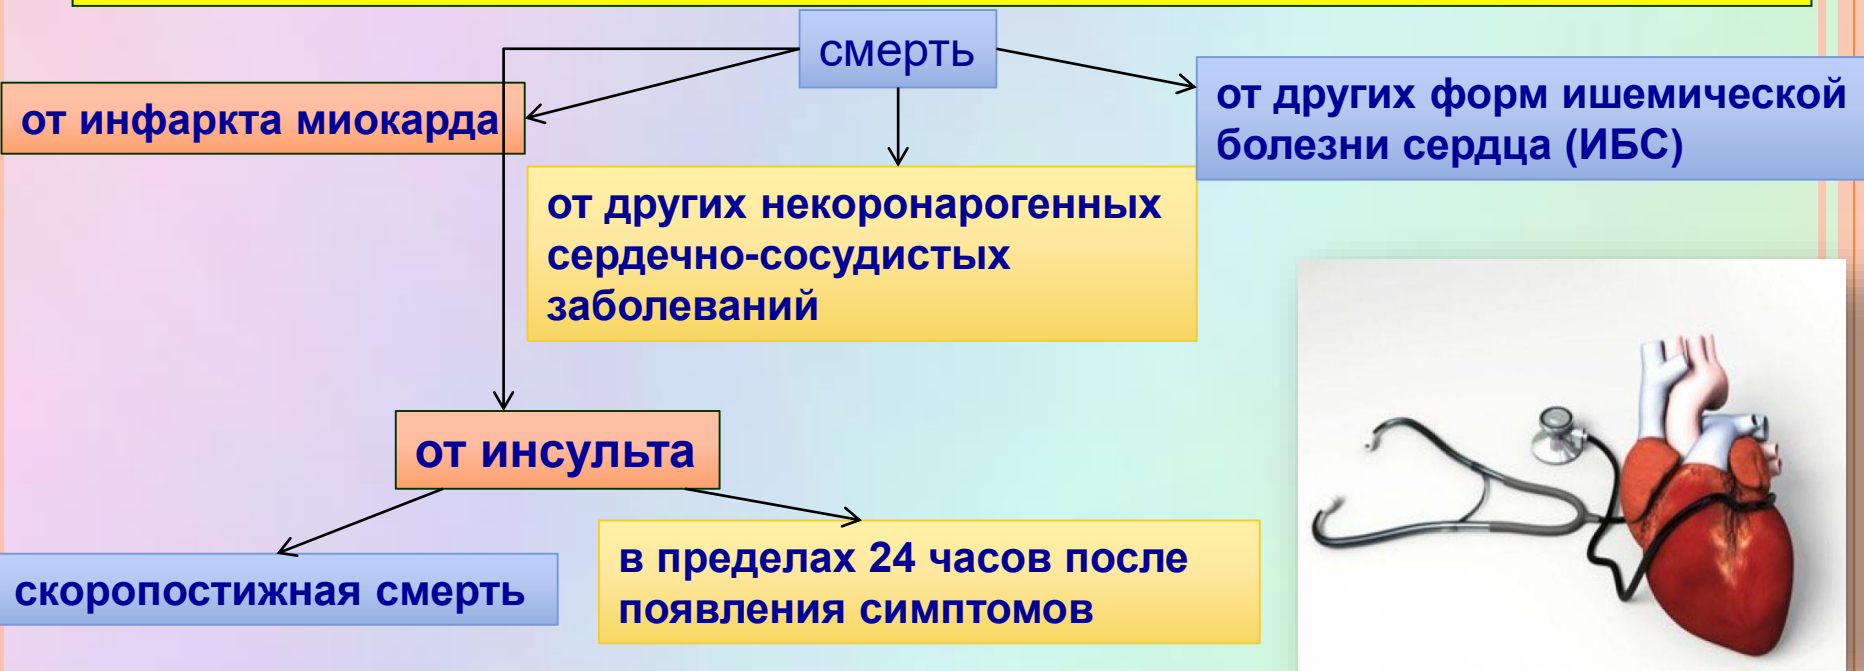 смерть
от инфаркта миокарда
от других форм ишемической
болезни сердца (ИБС)
от других некоронарогенных
сердечно-сосудистых
заболеваний
от инсульта
скоропостижная смерть
в пределах 24 часов после
появления симптомов